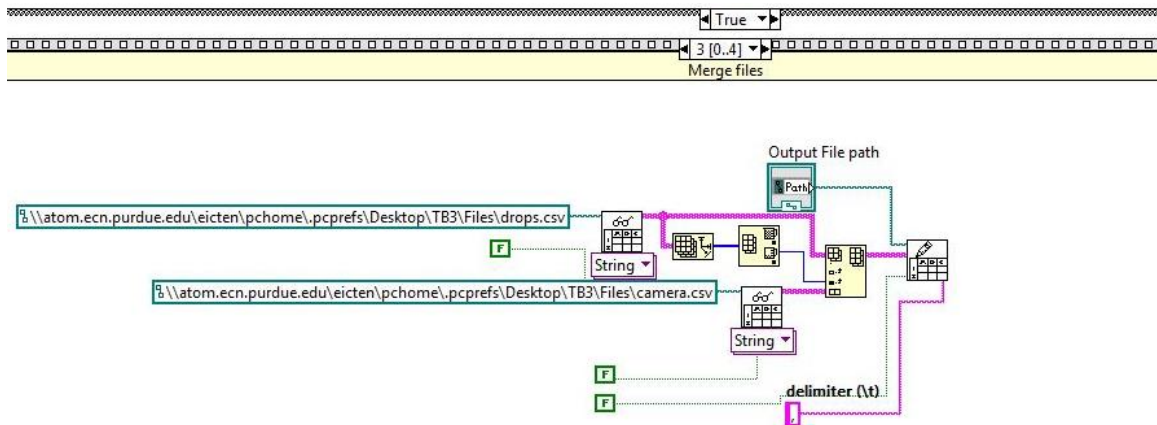 True
3 [0..4]
Merge files
Output File path
Path
\\atom.ecn.purdue.edu\eicten\pchome\.pcprefs\Desktop\TB3\Files\drops.csv
F
String
\\atom.ecn.purdue.edu\eicten\pchome\.pcprefs\Desktop\TB3\Files\camera.csv
String
F
F
delimiter (\t)
,